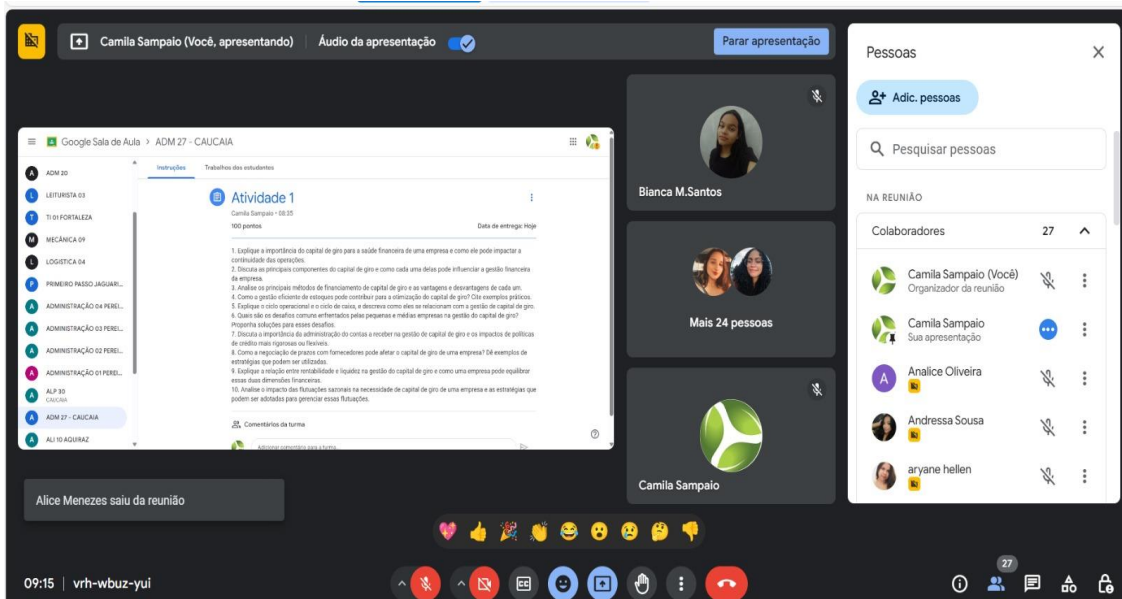 Camila Sampaio (Você, apresentando)
Áudio da apresentação
Parar apresentação
Google Sala de Aula > ADM 27 - CAUCAIA
A ADM 20
L LEITURISTA 03
T TI 01 FORTALEZA
M MECÂNICA 09
L LOGISTICA 04
P PRIMEIRO PASSO JAGUARI...
A ADMINISTRAÇÃO 04 PEREI...
A ADMINISTRAÇÃO 03 PEREI...
A ADMINISTRAÇÃO 02 PEREI...
A ADMINISTRAÇÃO 01 PEREI...
A ALP 30
CAUCAIA
A ADM 27 - CAUCAIA
A ALI 10 AQUIRAZ
Instruções
Trabalhos dos estudantes
Atividade 1
Camila Sampaio • 08:35
100 pontos
Data de entrega: Hoje
1. Explique a importância do capital de giro para a saúde financeira de uma empresa e como ele pode impactar a
continuidade das operações.
2. Discuta as principais componentes do capital de giro e como cada uma delas pode influenciar a gestão financeira
da empresa.
3. Analise os principais métodos de financiamento de capital de giro e as vantagens e desvantagens de cada um.
4. Como a gestão eficiente de estoques pode contribuir para a otimização do capital de giro? Cite exemplos práticos.
5. Explique o ciclo operacional e o ciclo de caixa, e descreva como eles se relacionam com a gestão de capital de giro.
6. Quais são os desafios comuns enfrentados pelas pequenas e médias empresas na gestão do capital de giro?
Proponha soluções para esses desafios.
7. Discuta a importância da administração do contas a receber na gestão de capital de giro e os impactos de políticas
de crédito mais rigorosas ou flexíveis.
8. Como a negociação de prazos com fornecedores pode afetar o capital de giro de uma empresa? Dê exemplos de
estratégias que podem ser utilizadas.
9. Explique a relação entre rentabilidade e liquidez na gestão do capital de giro e como uma empresa pode equilibrar
essas duas dimensões financeiras.
10. Analise o impacto das flutuações sazonais na necessidade de capital de giro de uma empresa e as estratégias que
podem ser adotadas para gerenciar essas flutuações.
Comentários da turma
Adicionar comentário para a turma...
Bianca M.Santos
Mais 24 pessoas
Camila Sampaio
Pessoas
Adic. pessoas
Pesquisar pessoas
NA REUNIÃO
Colaboradores 27
Camila Sampaio (Você)
Organizador da reunião
Camila Sampaio
Sua apresentação
A Analice Oliveira
Andressa Sousa
aryane hellen
Alice Menezes saiu da reunião
09:15 | vrh-wbuz-yui
CC
27